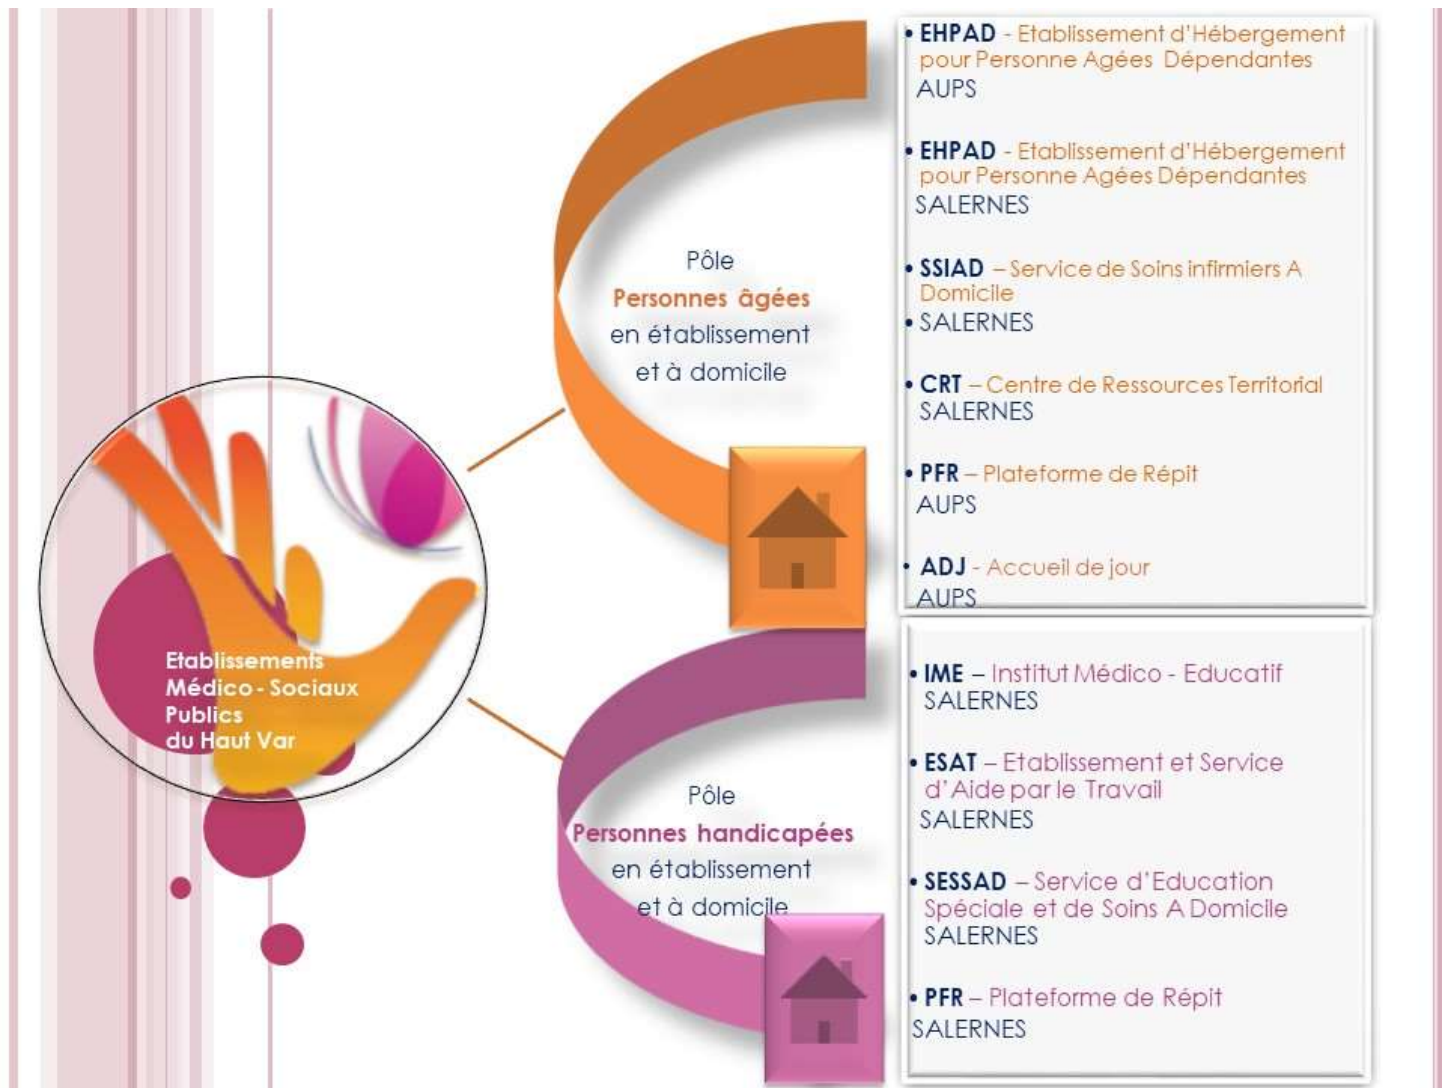 Etablissements
Médico - Sociaux
Publics
du Haut Var
Pôle
Personnes âgées
en établissement
et à domicile
• EHPAD - Etablissement d'Hébergement
pour Personne Agées Dépendantes
AUPS
• EHPAD - Etablissement d'Hébergement
pour Personne Agées Dépendantes
SALERNES
• SSIAD – Service de Soins infirmiers A
Domicile
• SALERNES
• CRT – Centre de Ressources Territorial
SALERNES
• PFR – Plateforme de Répit
AUPS
• ADJ - Accueil de jour
AUPS
Pôle
Personnes handicapées
en établissement
et à domicile
• IME – Institut Médico - Educatif
SALERNES
• ESAT – Etablissement et Service
d'Aide par le Travail
SALERNES
• SESSAD – Service d'Education
Spéciale et de Soins A Domicile
SALERNES
• PFR – Plateforme de Répit
SALERNES